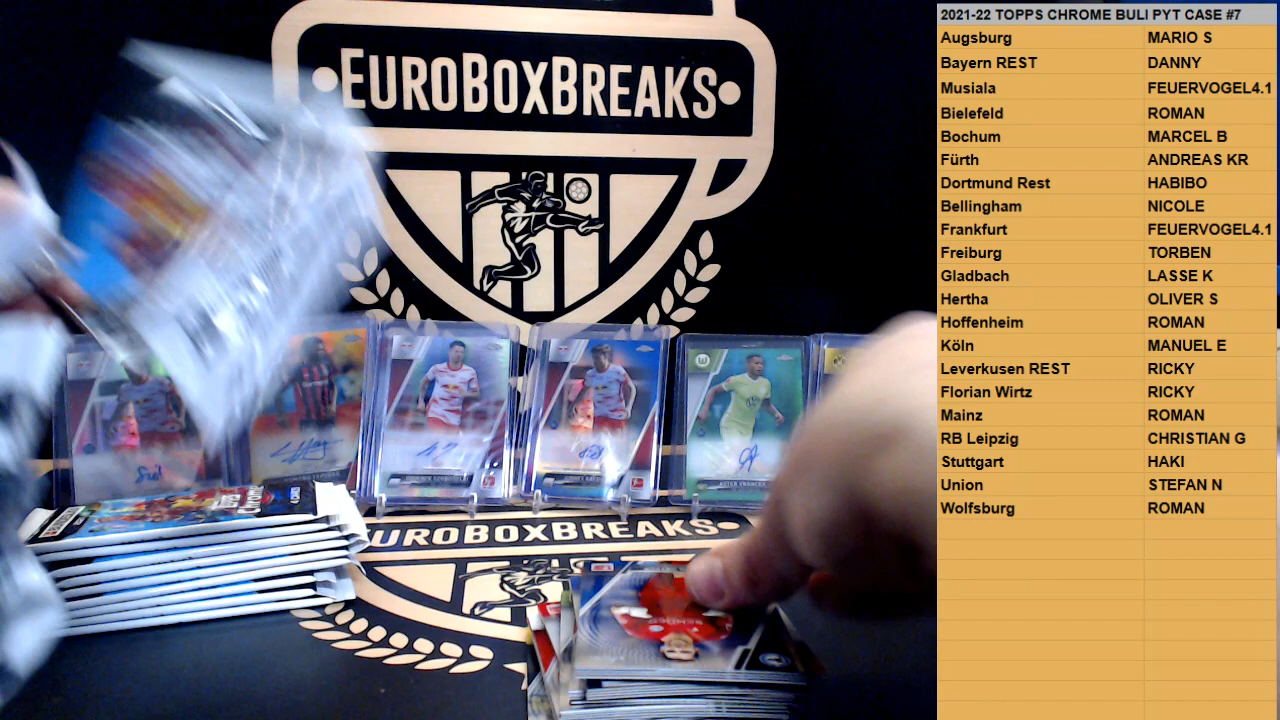 EUROBOXBREAKS
EUROBOXBREAKS
Topps
Chrome
2021-22 TOPPS CHROME BULI PYT CASE #7
Augsburg MARIO S
Bayern REST DANNY
Musiala FEUERVOGEL4.1
Bielefeld ROMAN
Bochum MARCEL B
Fürth ANDREAS KR
Dortmund Rest HABIBO
Bellingham NICOLE
Frankfurt FEUERVOGEL4.1
Freiburg TORBEN
Gladbach LASSE K
Hertha OLIVER S
Hoffenheim ROMAN
Köln MANUEL E
Leverkusen REST RICKY
Florian Wirtz RICKY
Mainz ROMAN
RB Leipzig CHRISTIAN G
Stuttgart HAKI
Union STEFAN N
Wolfsburg ROMAN